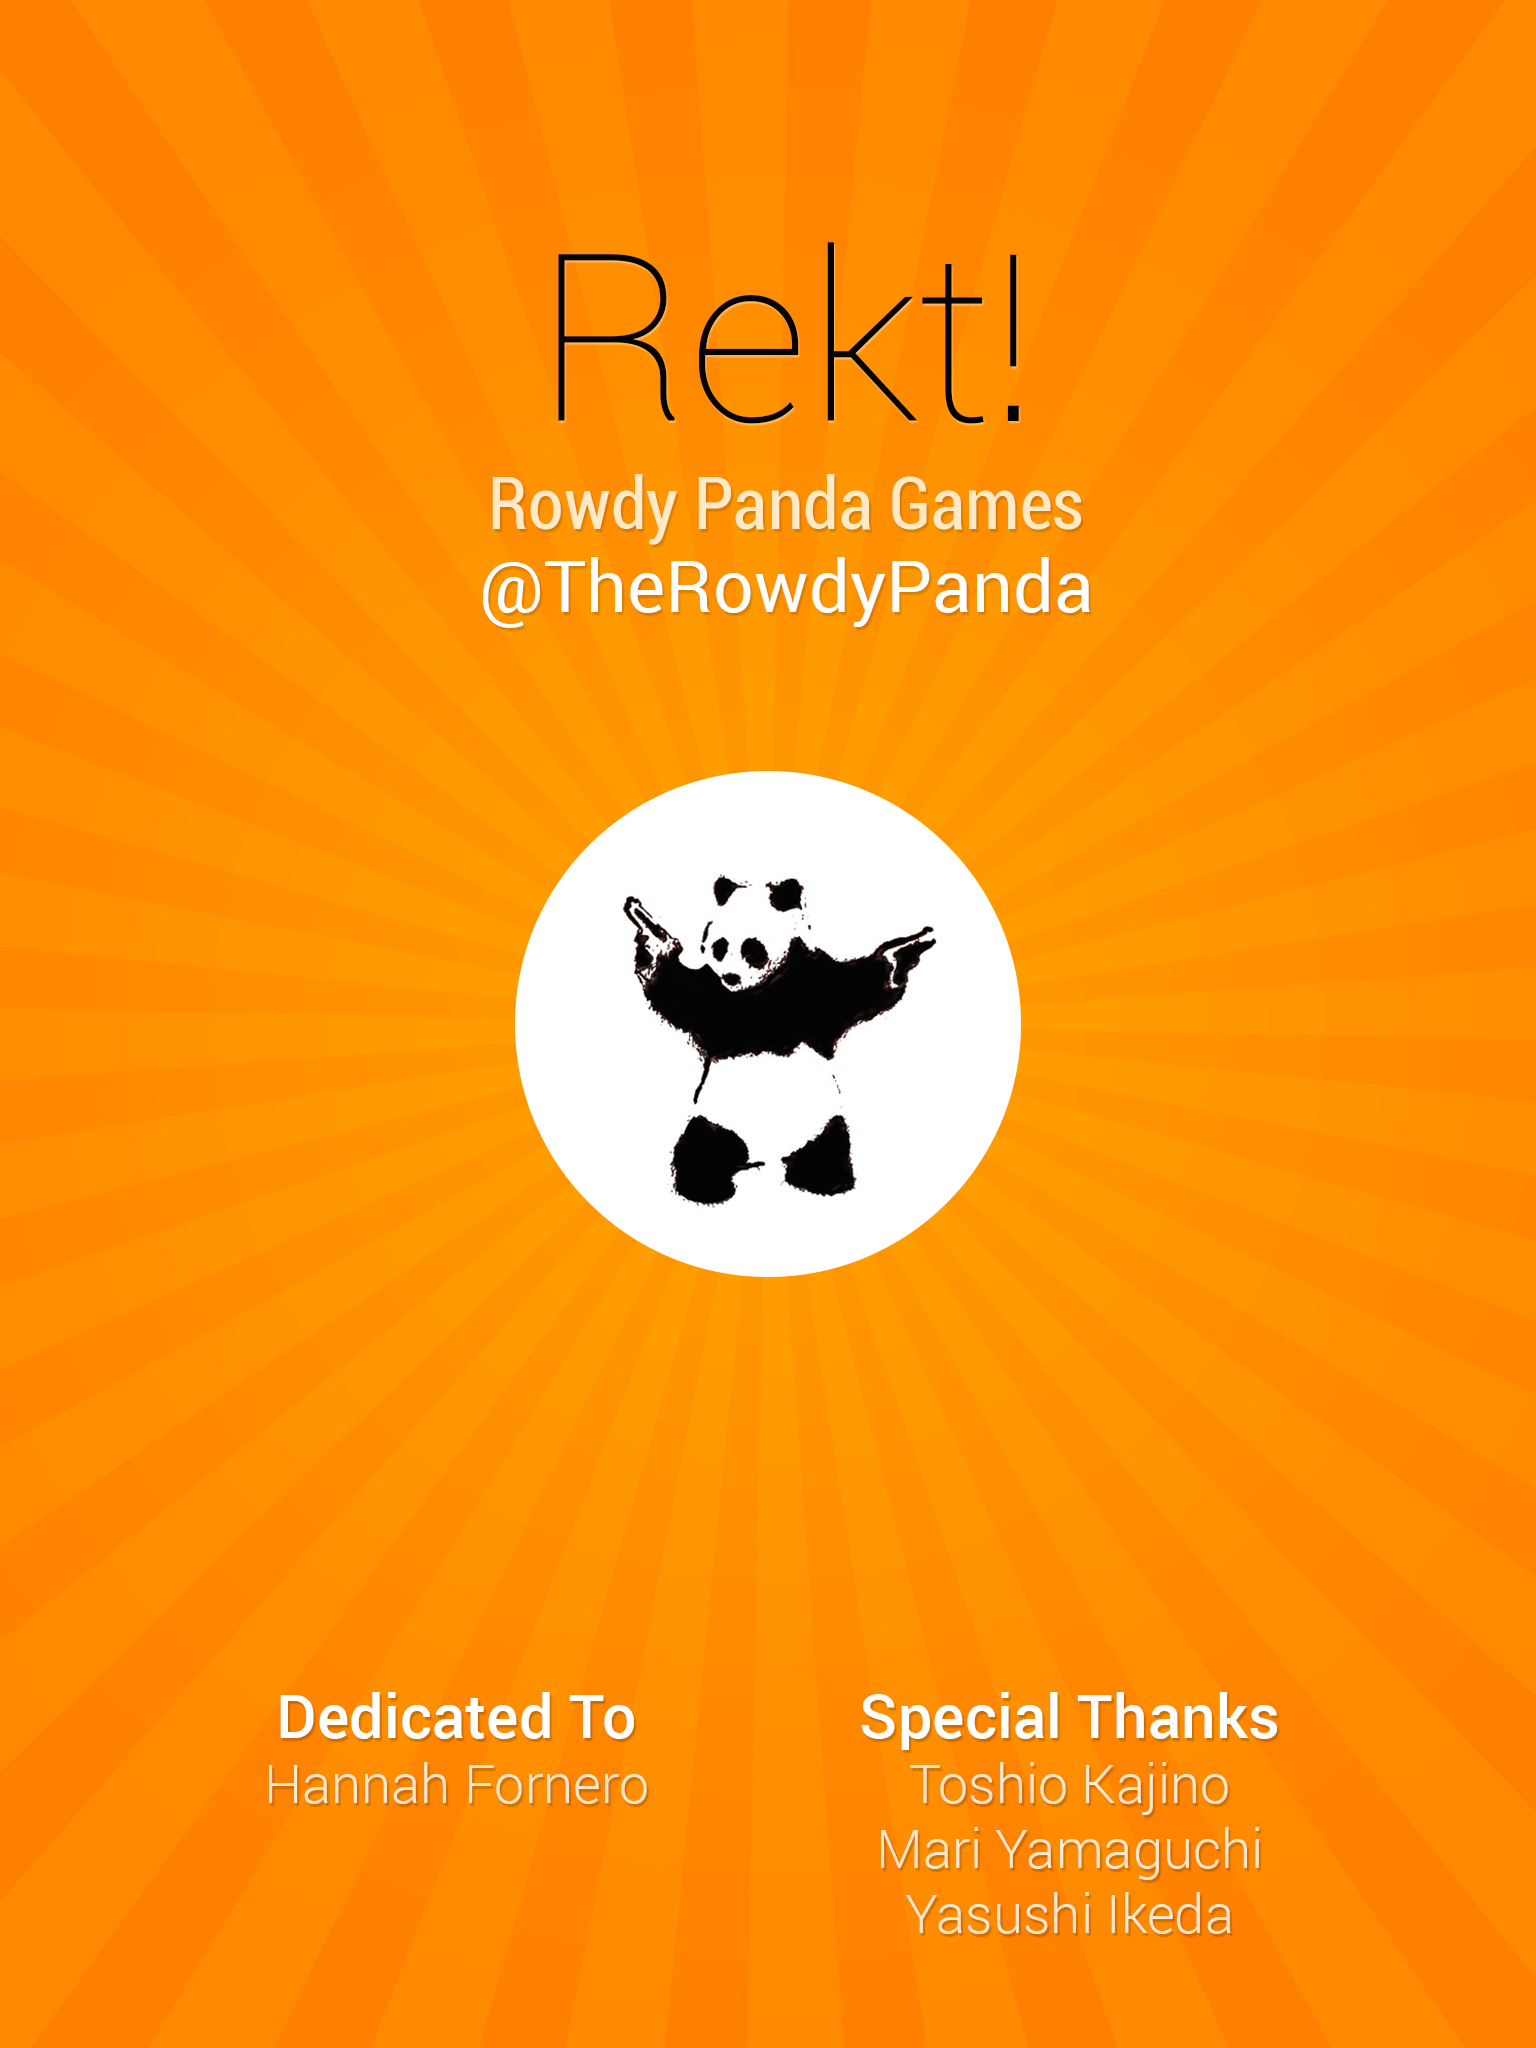 Rekt!
Rowdy Panda Games
@TheRowdyPanda
Dedicated To
Hannah Fornero
Special Thanks
Toshio Kajino
Mari Yamaguchi
Yasushi Ikeda